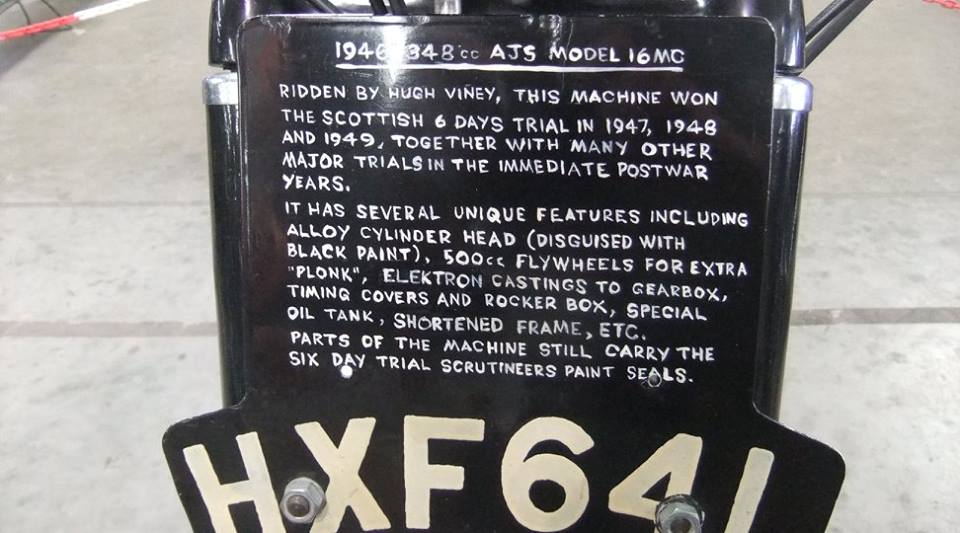 1946 348cc AJS MODEL 16MC
RIDDEN BY HUGH VINEY, THIS MACHINE WON
THE SCOTTISH 6 DAYS TRIAL IN 1947, 1948
AND 1949, TOGETHER WITH MANY OTHER
MAJOR TRIALS IN THE IMMEDIATE POSTWAR
YEARS.
IT HAS SEVERAL UNIQUE FEATURES INCLUDING
ALLOY CYLINDER HEAD (DISGUISED WITH
BLACK PAINT), 500cc FLYWHEELS FOR EXTRA
"PLONK", ELEKTRON CASTINGS TO GEARBOX,
TIMING COVERS AND ROCKER BOX, SPECIAL
OIL TANK, SHORTENED FRAME, ETC.
PARTS OF THE MACHINE STILL CARRY THE
SIX DAY TRIAL SCRUTINEERS PAINT SEALS.
HXF641